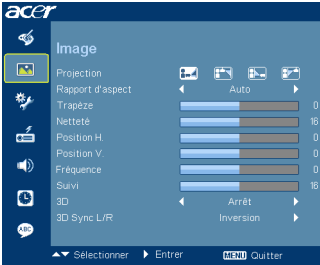 acer
Image
Projection
Rapport d'aspect Auto
Trapèze 0
Netteté 16
Position H. 0
Position V. 0
Fréquence 0
Suivi 16
3D Arrêt
3D Sync L/R Inversion
ABC
Sélectionner Entrer MENU Quitter